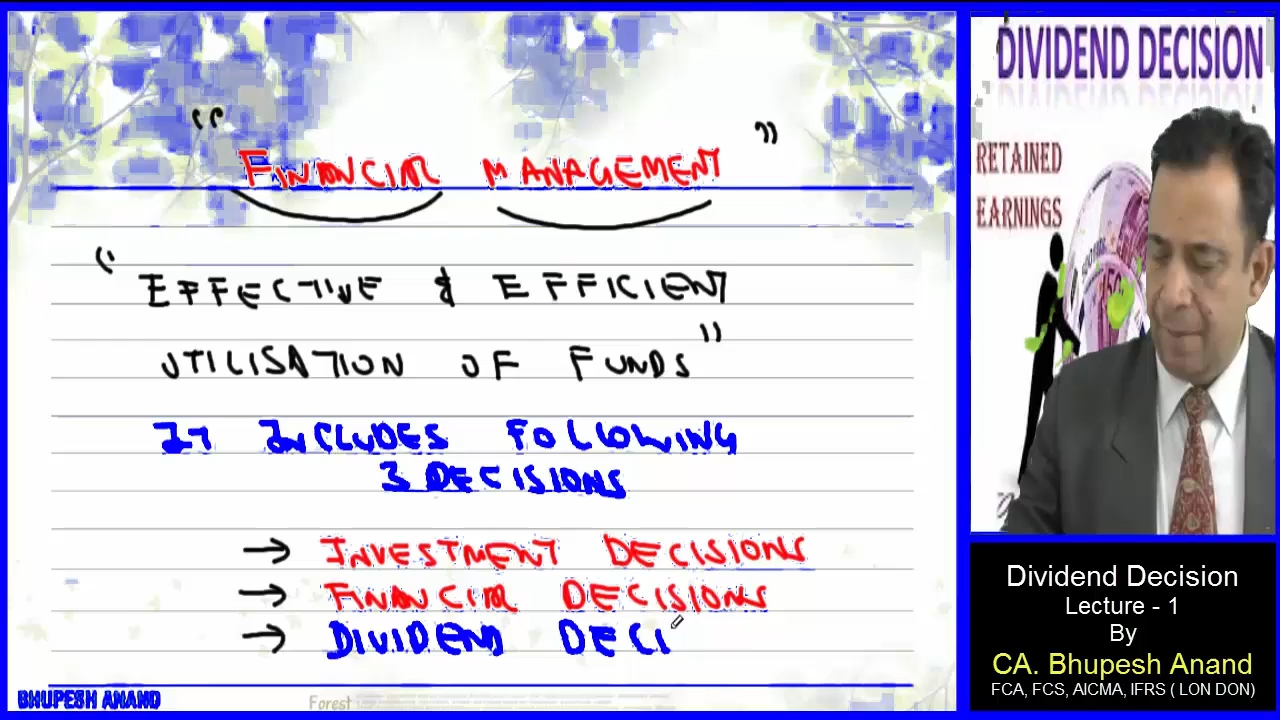 “ FINANCIAL MANAGEMENT ”
“ EFFECTIVE & EFFICIENT
UTILISATION OF FUNDS ”
IT INCLUDES FOLLOWING
3 DECISIONS
→ INVESTMENT DECISIONS
→ FINANCIAL DECISIONS
→ DIVIDEND DECI
BHUPESH ANAND
Forest
DIVIDEND DECISION
RETAINED
EARNINGS
Dividend Decision
Lecture - 1
By
CA. Bhupesh Anand
FCA, FCS, AICMA, IFRS ( LON DON)